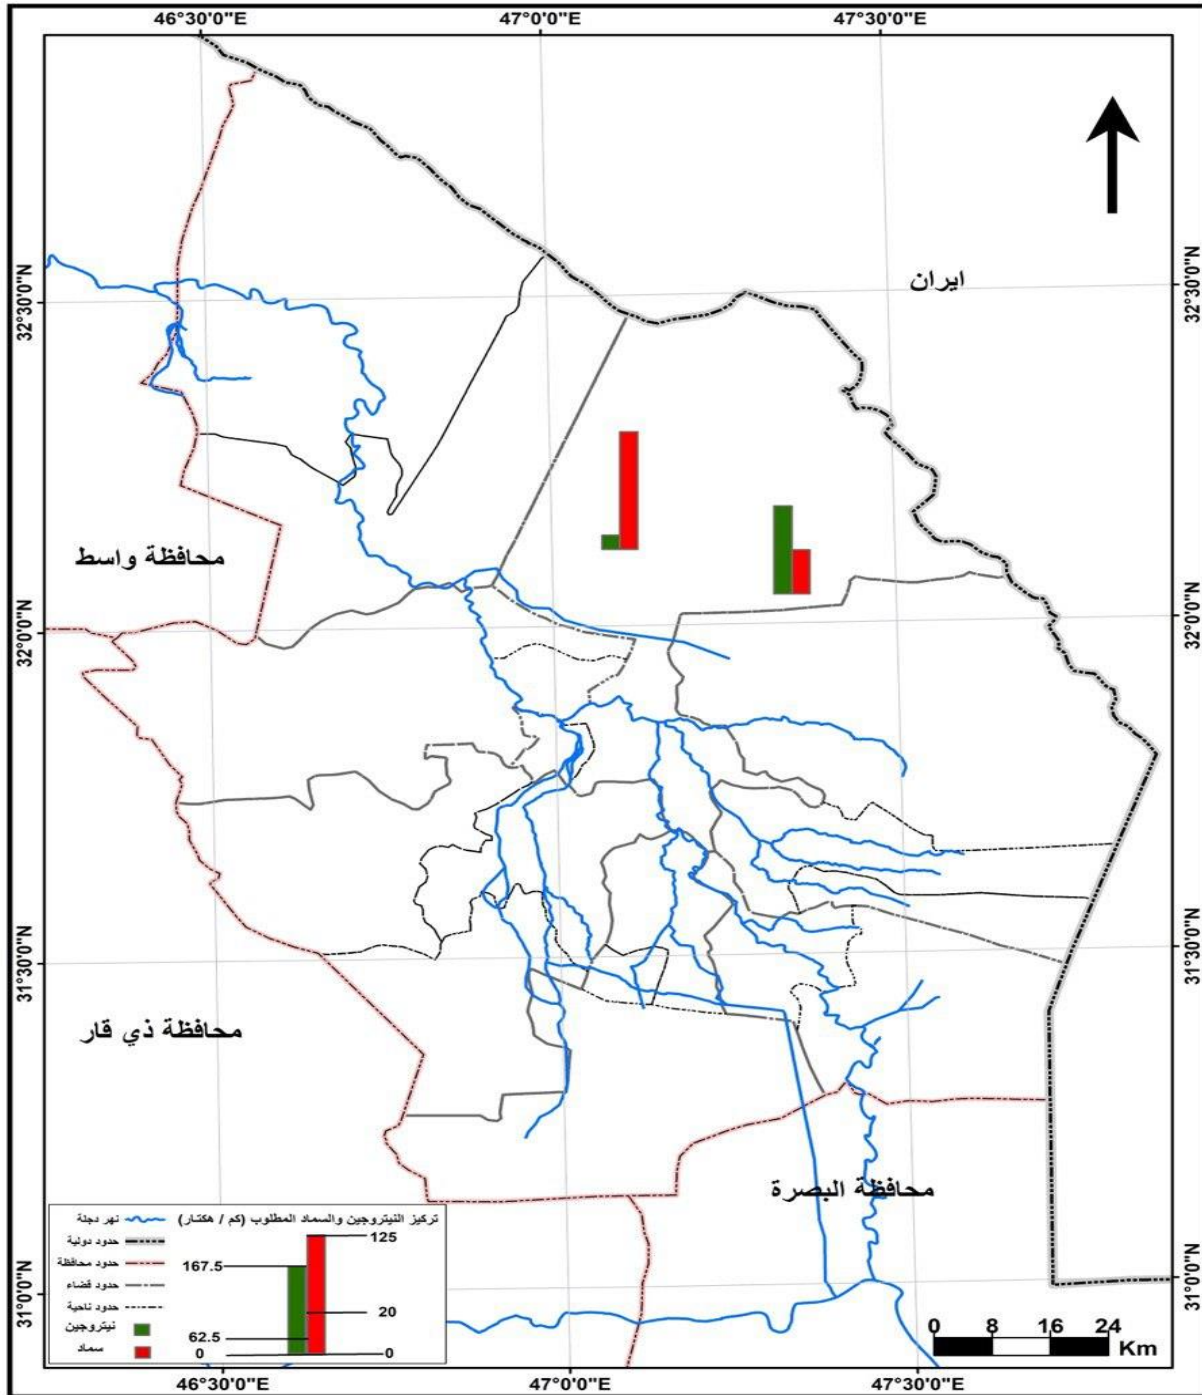 46°30'0"E 47°0'0"E 47°30'0"E
32°30'0"N
32°0'0"N
31°30'0"N
31°0'0"N
32°30'0"N
32°0'0"N
31°30'0"N
31°0'0"N
ايران
محافظة واسط
محافظة ذي قار
محافظة البصرة
تركيز النيتروجين والسماد المطلوب (كم / هكتار)
نهر دجلة
حدود دولية
حدود محافظة
حدود قضاء
حدود ناحية
نيتروجين
سماد
167.5
62.5
0
125
20
0
0 8 16 24
Km
46°30'0"E 47°0'0"E 47°30'0"E